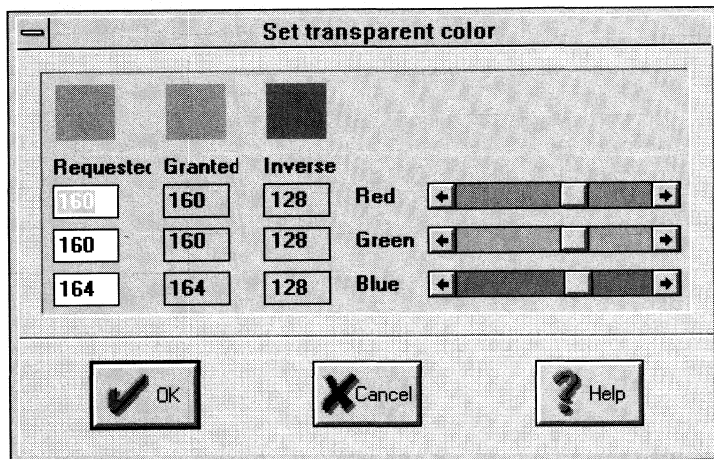 Set transparent color
Requestec Granted Inverse
160 160 128 Red
160 160 128 Green
164 164 128 Blue
OK Cancel Help